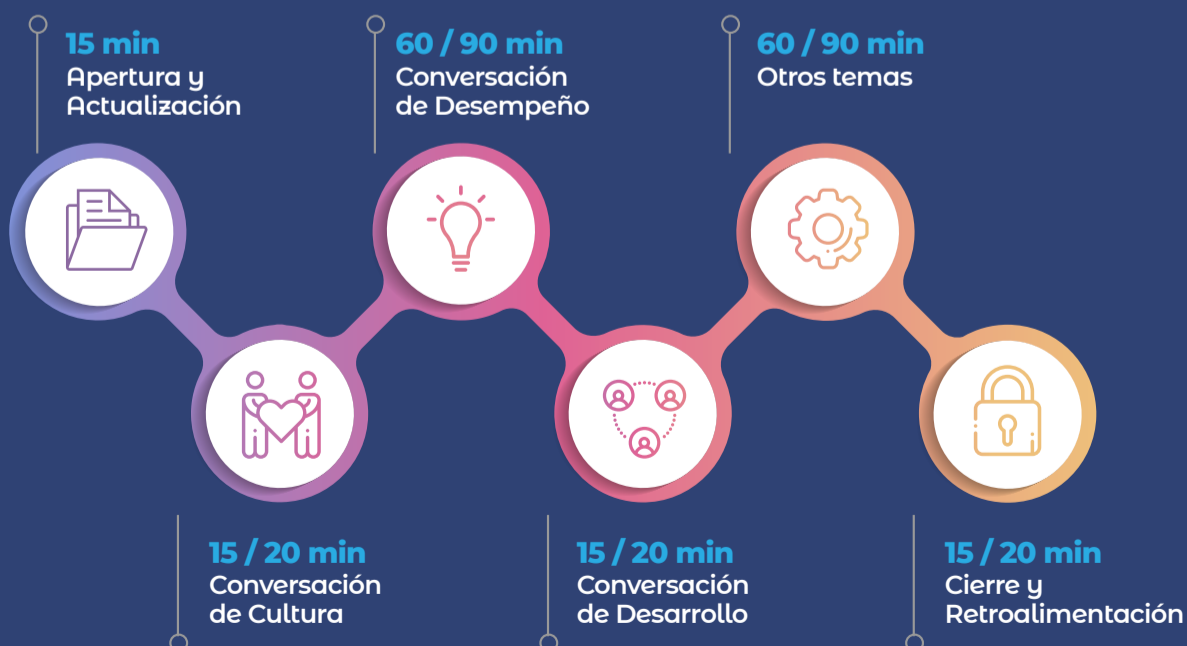 15 min
Apertura y
Actualización
60 / 90 min
Conversación
de Desempeño
60 / 90 min
Otros temas
15 / 20 min
Conversación
de Cultura
15 / 20 min
Conversación
de Desarrollo
15 / 20 min
Cierre y
Retroalimentación